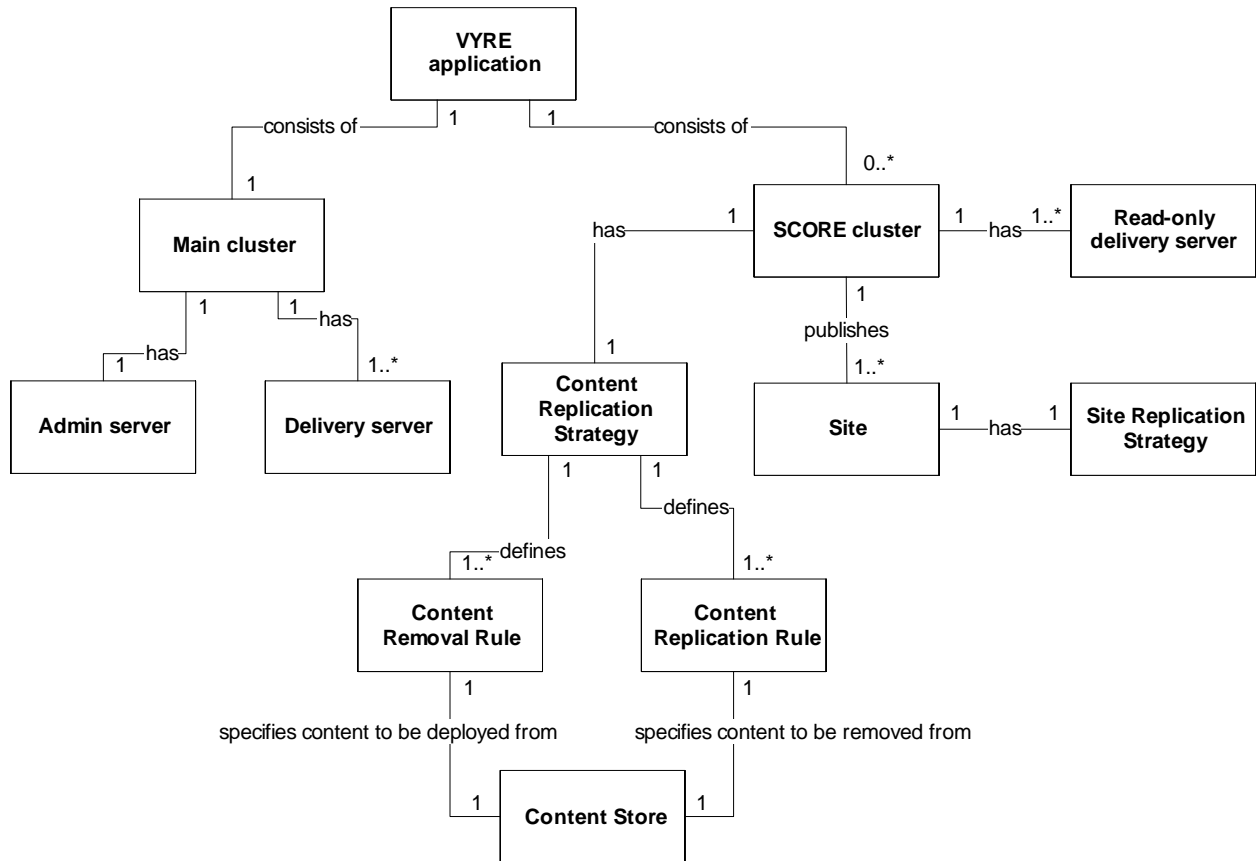 VYRE
application
1
1
consists of
consists of
1
0..*
Main cluster
has
1
SCORE cluster
1
has
1..*
Read-only
delivery server
1
1
has
1
publishes
has
1
1..*
1
1..*
Admin server
Delivery server
Content
Replication
Strategy
Site
1
has
1
Site Replication
Strategy
1
1
defines
defines
1..*
1..*
Content
Removal Rule
Content
Replication Rule
1
1
specifies content to be deployed from
specifies content to be removed from
1
Content Store
1